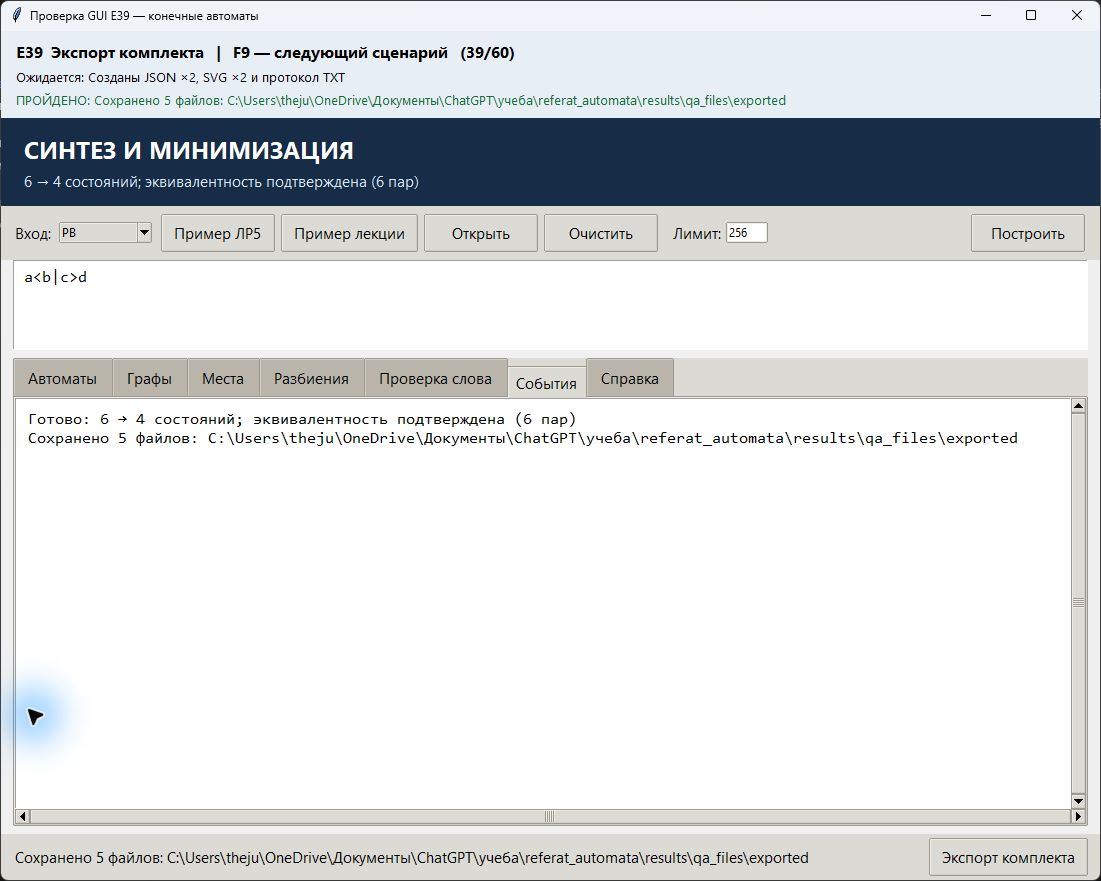 Проверка GUI E39 — конечные автоматы
E39 Экспорт комплекта | F9 — следующий сценарий (39/60)
Ожидается: Созданы JSON ×2, SVG ×2 и протокол TXT
ПРОЙДЕНО: Сохранено 5 файлов: C:\Users\theju\OneDrive\Документы\ChatGPT\учеба\referat_automata\results\qa_files\exported
СИНТЕЗ И МИНИМИЗАЦИЯ
6 → 4 состояний; эквивалентность подтверждена (6 пар)
Вход: РВ Пример ЛР5 Пример лекции Открыть Очистить Лимит: 256 Построить
a<b|c>d
Автоматы Графы Места Разбиения Проверка слова События Справка
Готово: 6 → 4 состояний; эквивалентность подтверждена (6 пар)
Сохранено 5 файлов: C:\Users\theju\OneDrive\Документы\ChatGPT\учеба\referat_automata\results\qa_files\exported
Сохранено 5 файлов: C:\Users\theju\OneDrive\Документы\ChatGPT\учеба\referat_automata\results\qa_files\exported Экспорт комплекта